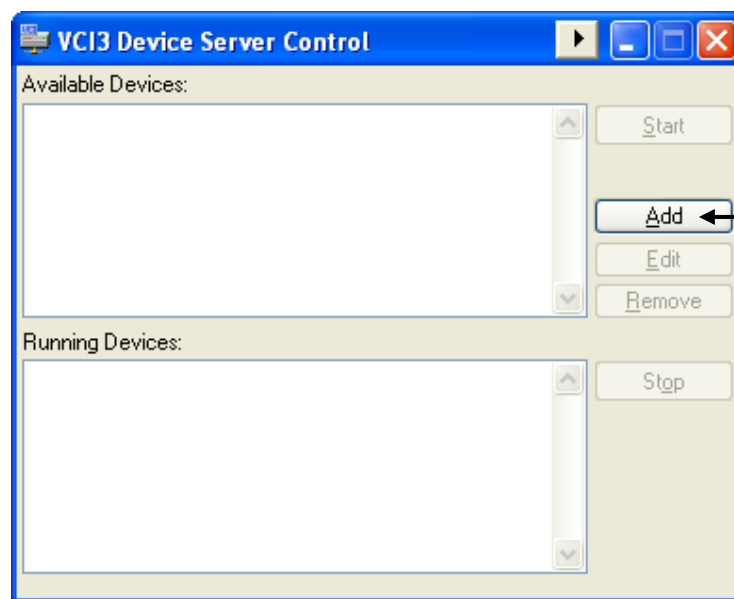 VCI3 Device Server Control
Available Devices:
Start
Add
Edit
Remove
Running Devices:
Stop